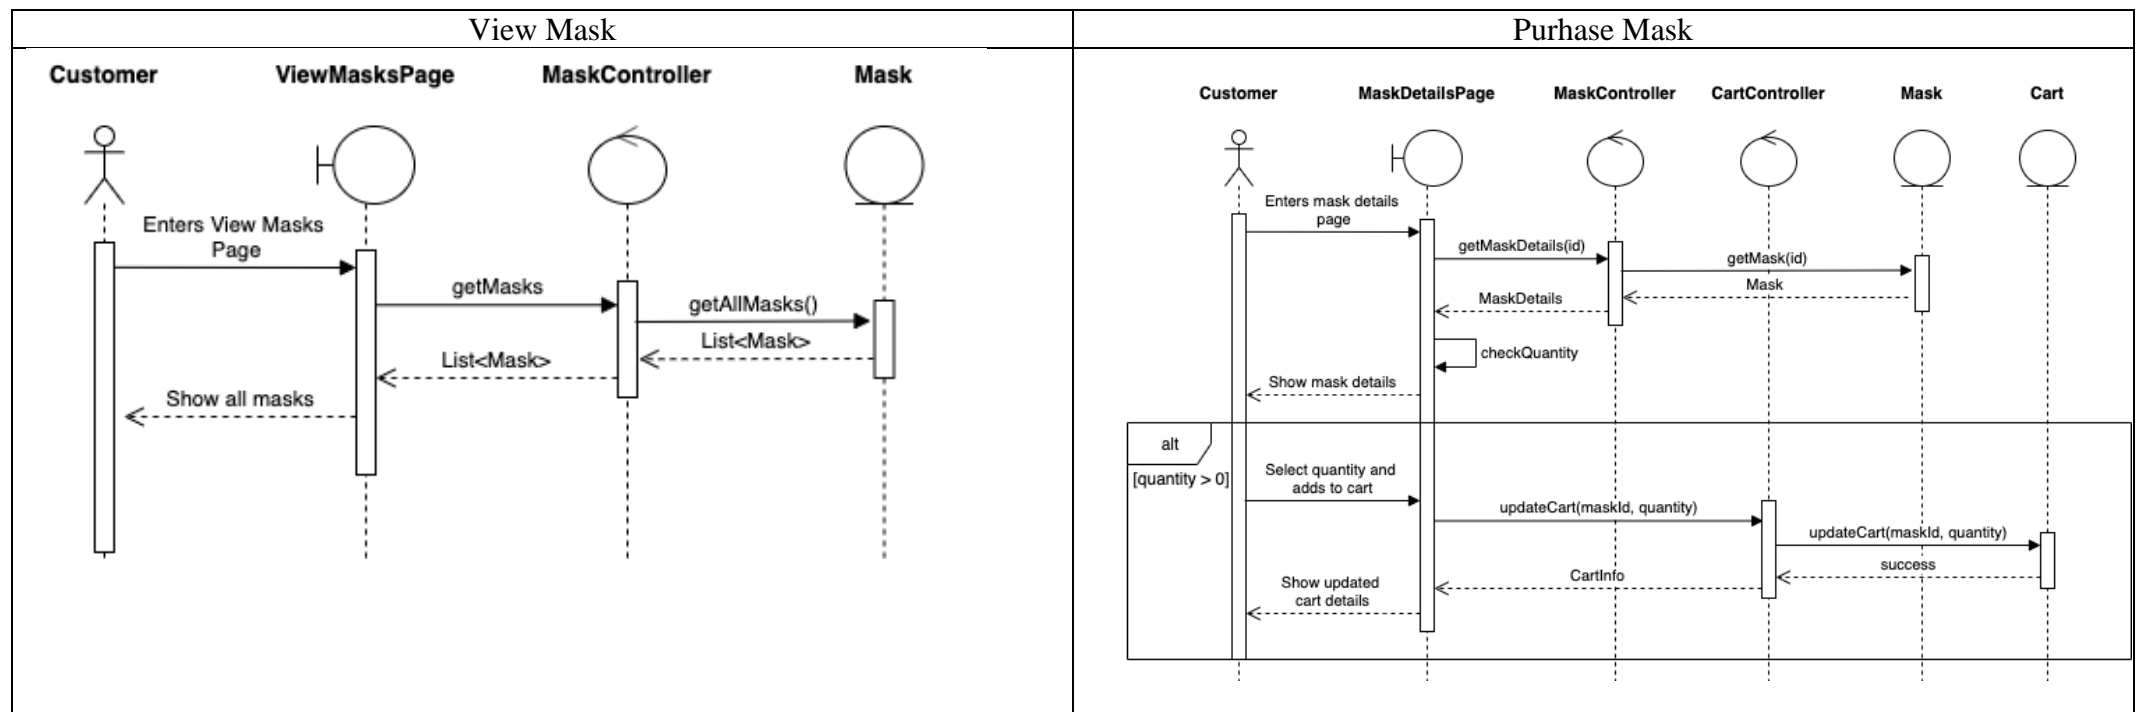 View Mask
Purhase Mask
Customer
ViewMasksPage
MaskController
Mask
Enters View Masks
Page
getMasks
getAllMasks()
List<Mask>
List<Mask>
Show all masks
Customer
MaskDetailsPage
MaskController
CartController
Mask
Cart
Enters mask details
page
getMaskDetails(id)
getMask(id)
Mask
MaskDetails
checkQuantity
Show mask details
alt
[quantity > 0]
Select quantity and
adds to cart
updateCart(maskId, quantity)
updateCart(maskId, quantity)
success
CartInfo
Show updated
cart details